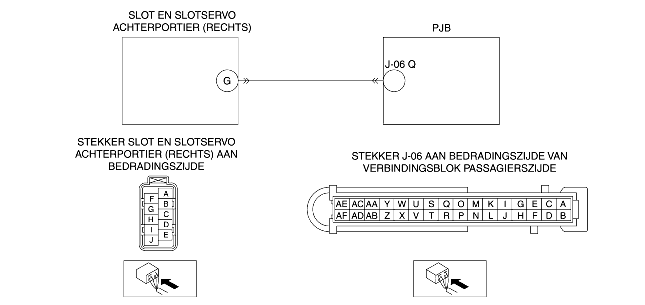 SLOT EN SLOTSERVO
ACHTERPORTIER (RECHTS)
PJB
G
J-06 Q
STEKKER SLOT EN SLOTSERVO
ACHTERPORTIER (RECHTS) AAN
BEDRADINGSZIJDE
STEKKER J-06 AAN BEDRADINGSZIJDE VAN
VERBINDINGSBLOK PASSAGIERSZIJDE
A
F
B
G
C
H
D
I
E
J
AE AC AA Y W U S Q O M K I G E C A
AF AD AB Z X V T R P N L J H F D B